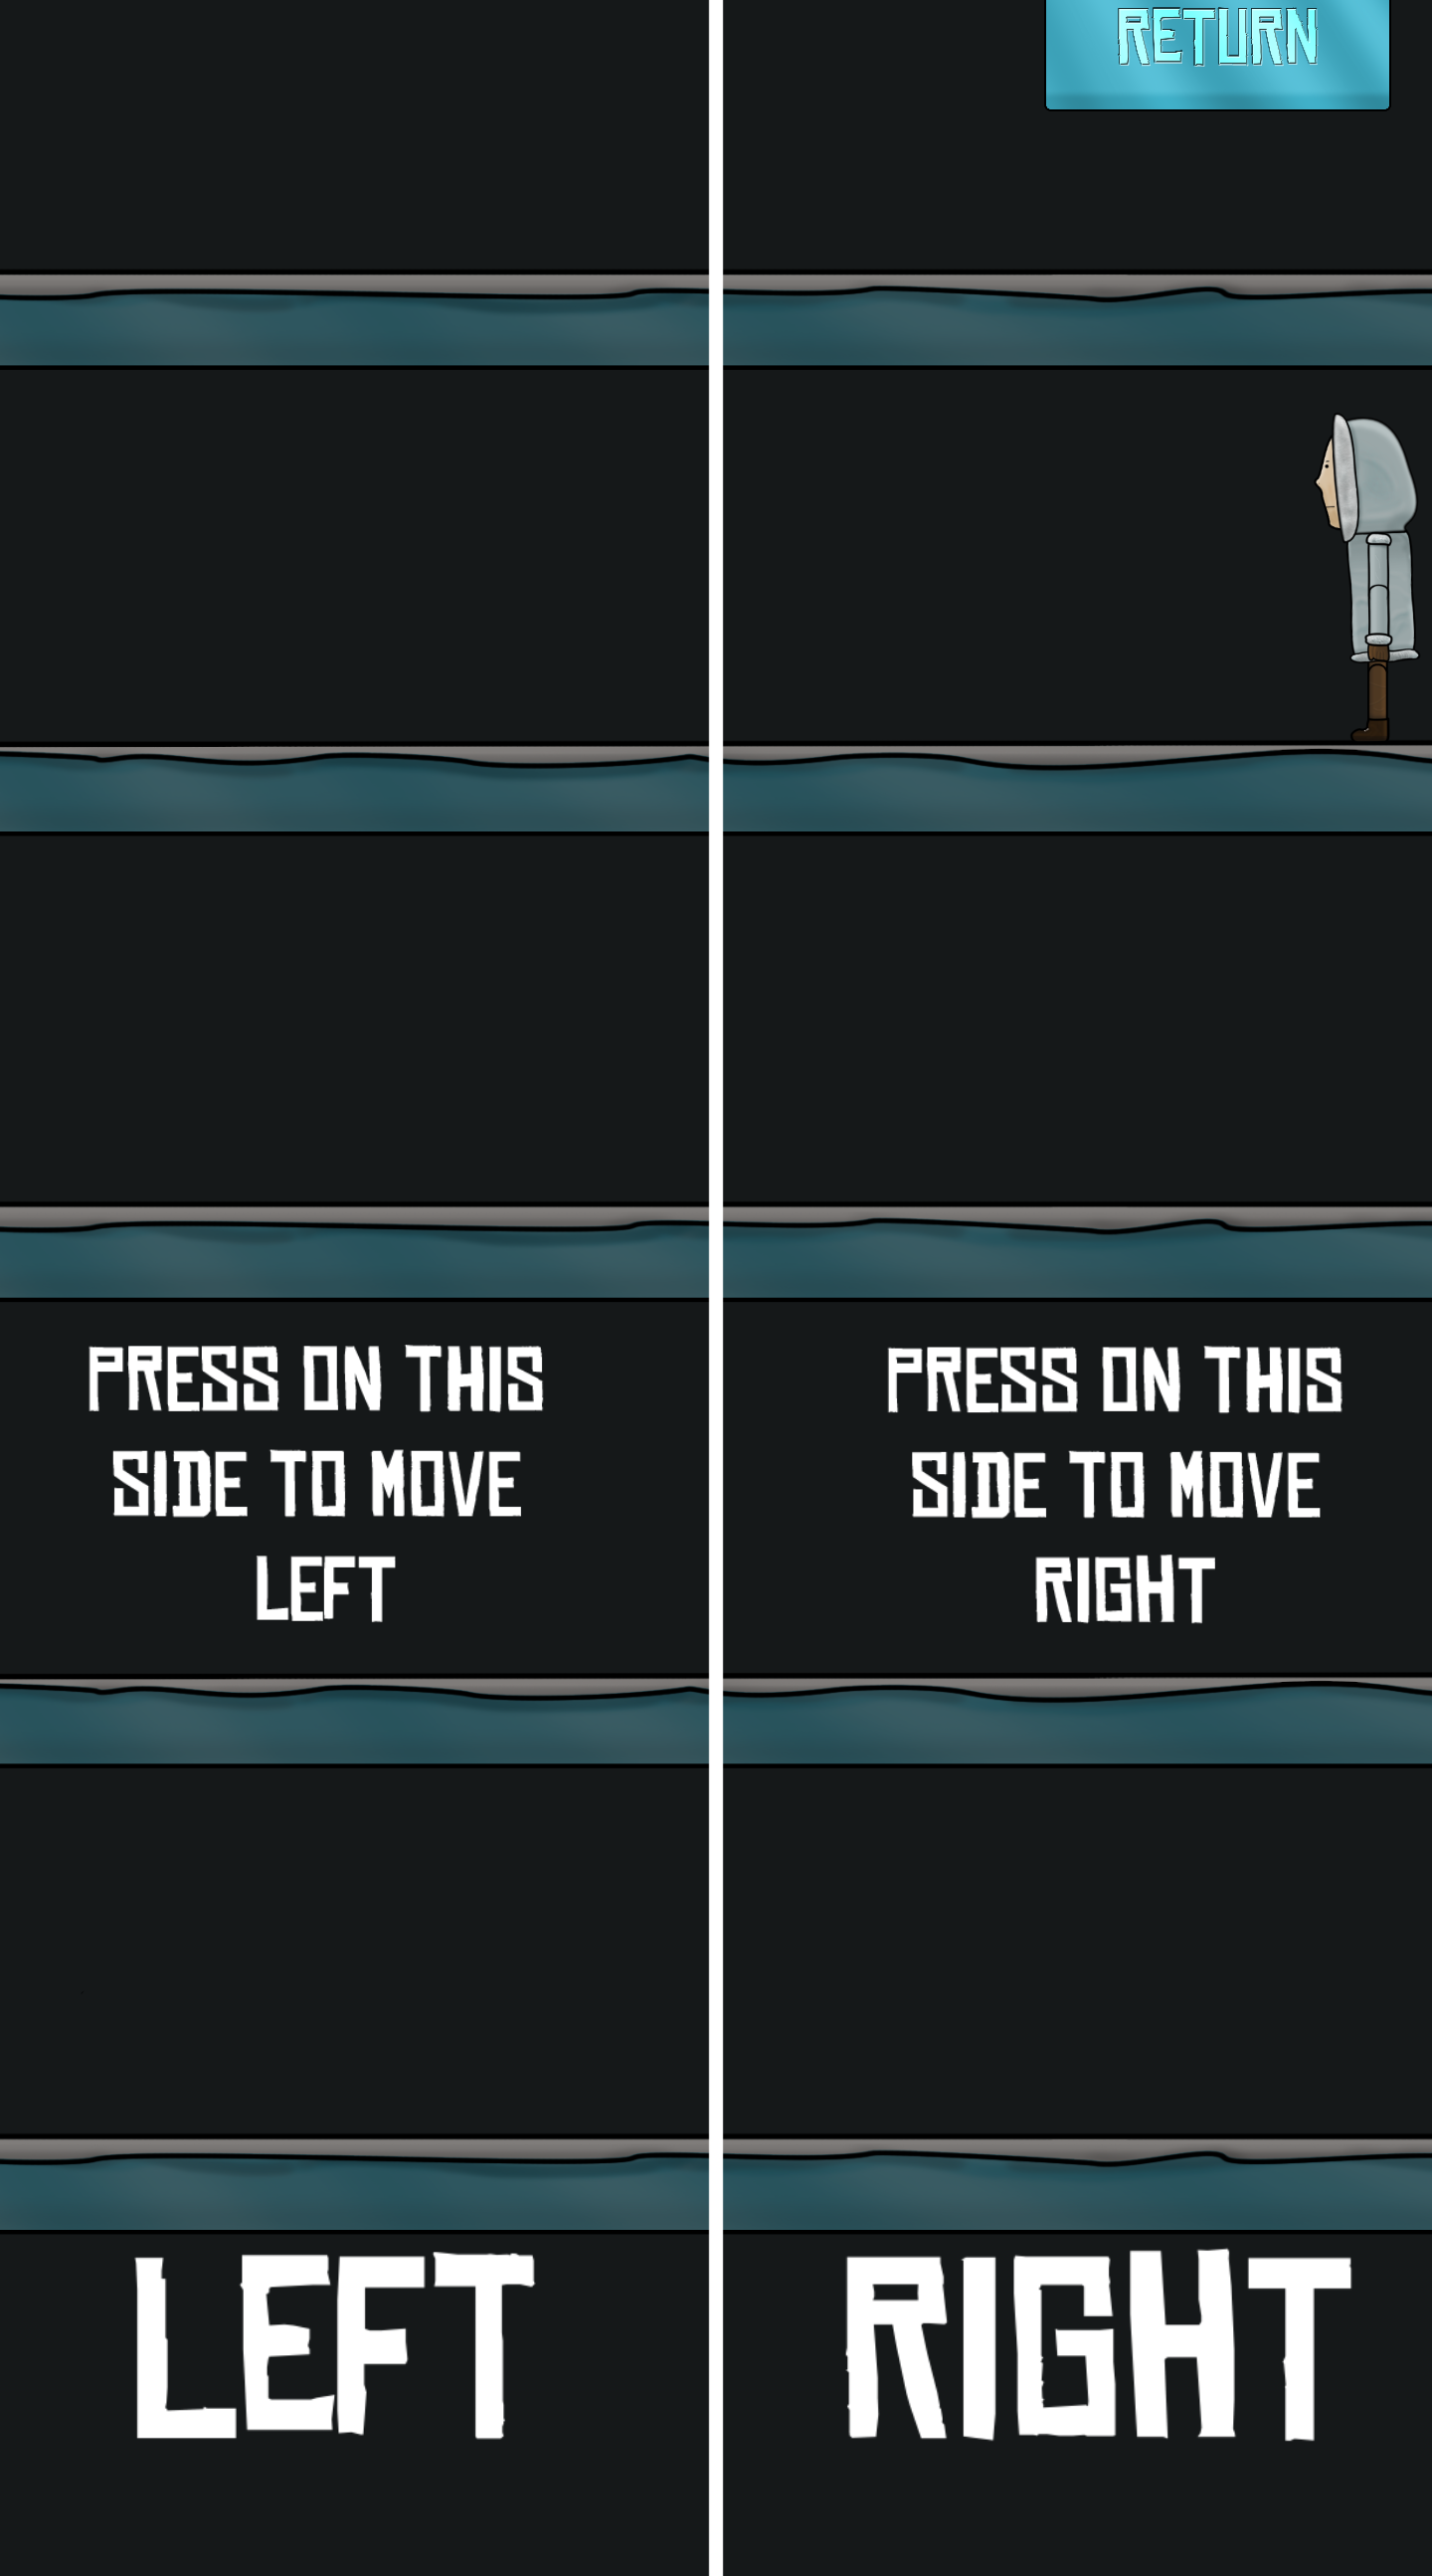 RETURN
PRESS ON THIS
SIDE TO MOVE
LEFT
PRESS ON THIS
SIDE TO MOVE
RIGHT
LEFT
RIGHT